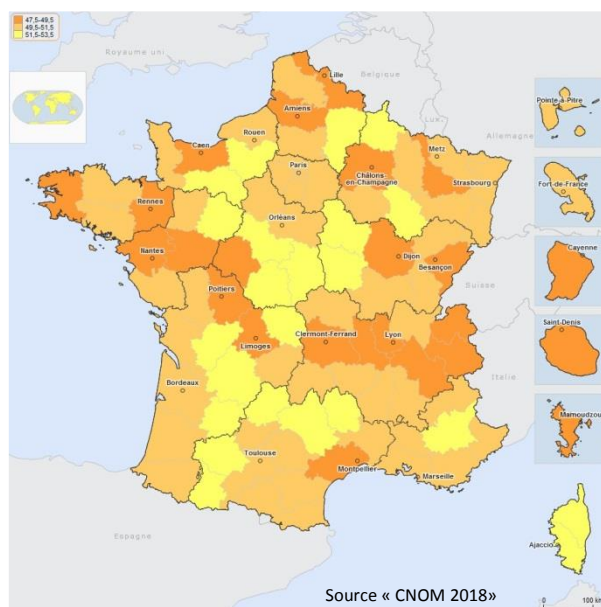 47,5-49,5
49,5-51,5
51,5-53,5
Royaume uni
Belgique
Lille
Lux.
Allemagne
Amiens
Rouen
Caen
Metz
Paris
Châlons
en-Champagne
Strasbourg
Rennes
Orléans
Nantes
Dijon
Besançon
Suisse
Poitiers
Limoges
Clermont-Ferrand
Lyon
Italie
Bordeaux
Toulouse
Montpellier
Marseille
Espagne
Pointe-à-Pitre
Fort-de-France
Cayenne
Saint-Denis
Mamoudzou
Ajaccio
Source « CNOM 2018»
0
100 km